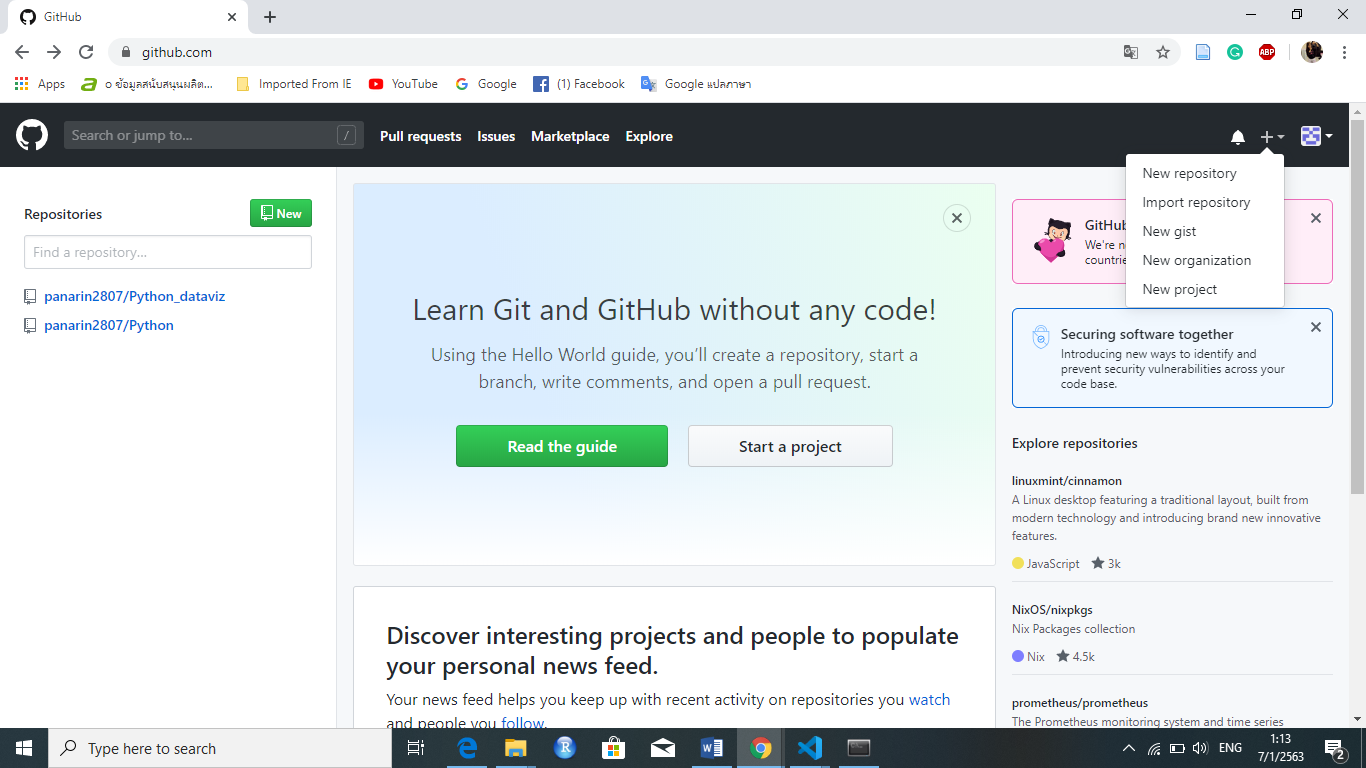 GitHub
github.com
Apps
o ข้อมูลสนับสนุนผลิต...
Imported From IE
YouTube
Google
(1) Facebook
Google แปลภาษา
ABP
Search or jump to...
/
Pull requests
Issues
Marketplace
Explore
New repository
Import repository
New gist
New organization
New project
Repositories
New
Find a repository...
panarin2807/Python_dataviz
panarin2807/Python
Learn Git and GitHub without any code!
Using the Hello World guide, you’ll create a repository, start a
branch, write comments, and open a pull request.
Read the guide
Start a project
Discover interesting projects and people to populate
your personal news feed.
Your news feed helps you keep up with recent activity on repositories you watch
and people you follow.
GitHub
We're
countrie
Securing software together
Introducing new ways to identify and
prevent security vulnerabilities across your
code base.
Explore repositories
linuxmint/cinnamon
A Linux desktop featuring a traditional layout, built from
modern technology and introducing brand new innovative
features.
JavaScript 3k
NixOS/nixpkgs
Nix Packages collection
Nix 4.5k
prometheus/prometheus
The Prometheus monitoring system and time series
Type here to search
ENG
1:13
7/1/2563
2